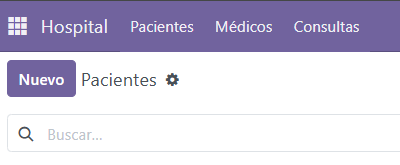 Hospital Pacientes Médicos Consultas
Nuevo Pacientes
Buscar...